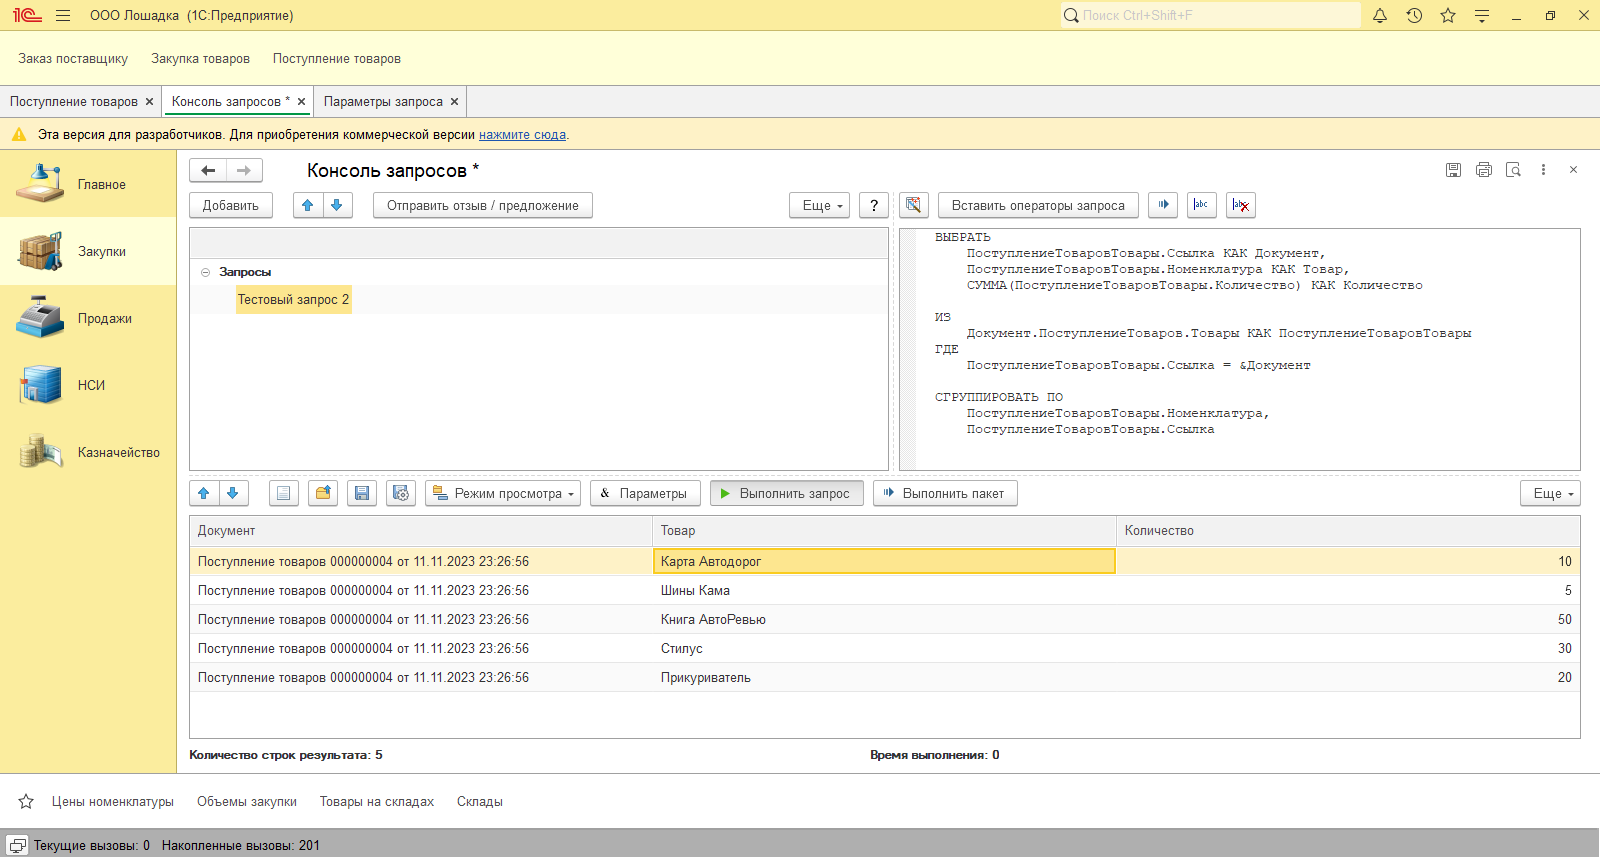 1С ООО Лошадка (1С:Предприятие) Поиск Ctrl+Shift+F
Заказ поставщику Закупка товаров Поступление товаров
Поступление товаров × Консоль запросов * × Параметры запроса ×
Эта версия для разработчиков. Для приобретения коммерческой версии нажмите сюда.
Главное
Закупки
Продажи
НСИ
Казначейство
Консоль запросов *
Добавить Отправить отзыв / предложение Еще ? Вставить операторы запроса abc abc
Запросы
Тестовый запрос 2
ВЫБРАТЬ
ПоступлениеТоваровТовары.Ссылка КАК Документ,
ПоступлениеТоваровТовары.Номенклатура КАК Товар,
СУММА(ПоступлениеТоваровТовары.Количество) КАК Количество
ИЗ
Документ.ПоступлениеТоваров.Товары КАК ПоступлениеТоваровТовары
ГДЕ
ПоступлениеТоваровТовары.Ссылка = &Документ
СГРУППИРОВАТЬ ПО
ПоступлениеТоваровТовары.Номенклатура,
ПоступлениеТоваровТовары.Ссылка
Режим просмотра & Параметры Выполнить запрос Выполнить пакет Еще
Документ Товар Количество
Поступление товаров 000000004 от 11.11.2023 23:26:56 Карта Автодорог 10
Поступление товаров 000000004 от 11.11.2023 23:26:56 Шины Кама 5
Поступление товаров 000000004 от 11.11.2023 23:26:56 Книга АвтоРевью 50
Поступление товаров 000000004 от 11.11.2023 23:26:56 Стилус 30
Поступление товаров 000000004 от 11.11.2023 23:26:56 Прикуриватель 20
Количество строк результата: 5 Время выполнения: 0
Цены номенклатуры Объемы закупки Товары на складах Склады
Текущие вызовы: 0 Накопленные вызовы: 201